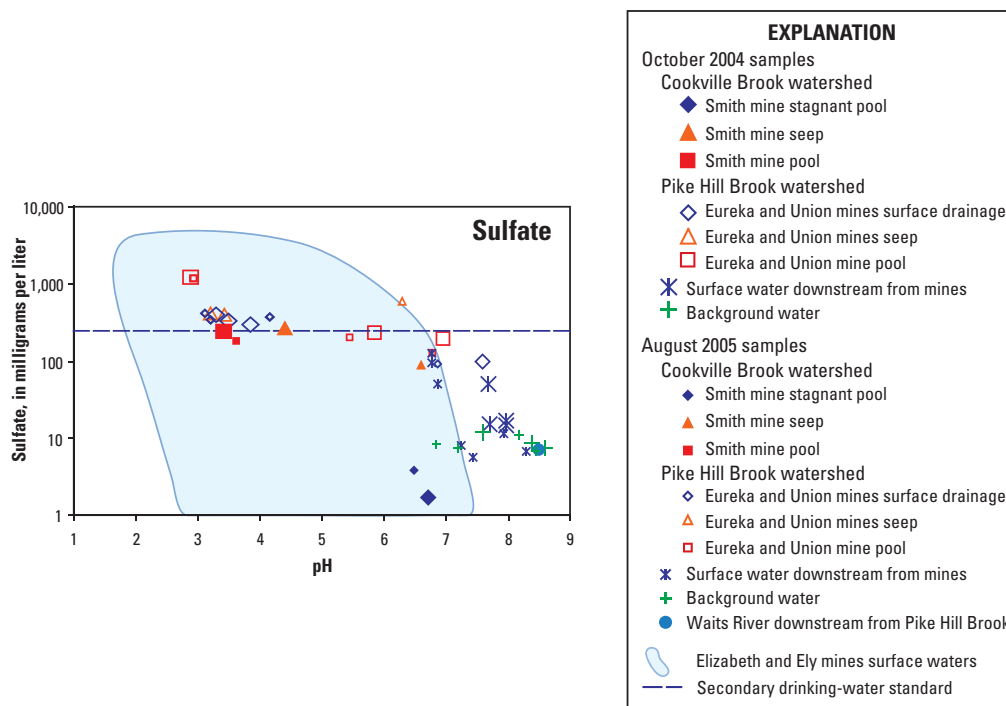 Sulfate
Sulfate, in milligrams per liter
10,000
1,000
100
10
1
1 2 3 4 5 6 7 8 9
pH
EXPLANATION
October 2004 samples
Cookville Brook watershed
Smith mine stagnant pool
Smith mine seep
Smith mine pool
Pike Hill Brook watershed
Eureka and Union mines surface drainage
Eureka and Union mines seep
Eureka and Union mine pool
Surface water downstream from mines
Background water
August 2005 samples
Cookville Brook watershed
Smith mine stagnant pool
Smith mine seep
Smith mine pool
Pike Hill Brook watershed
Eureka and Union mines surface drainage
Eureka and Union mines seep
Eureka and Union mine pool
Surface water downstream from mines
Background water
Waits River downstream from Pike Hill Brook
Elizabeth and Ely mines surface waters
Secondary drinking-water standard